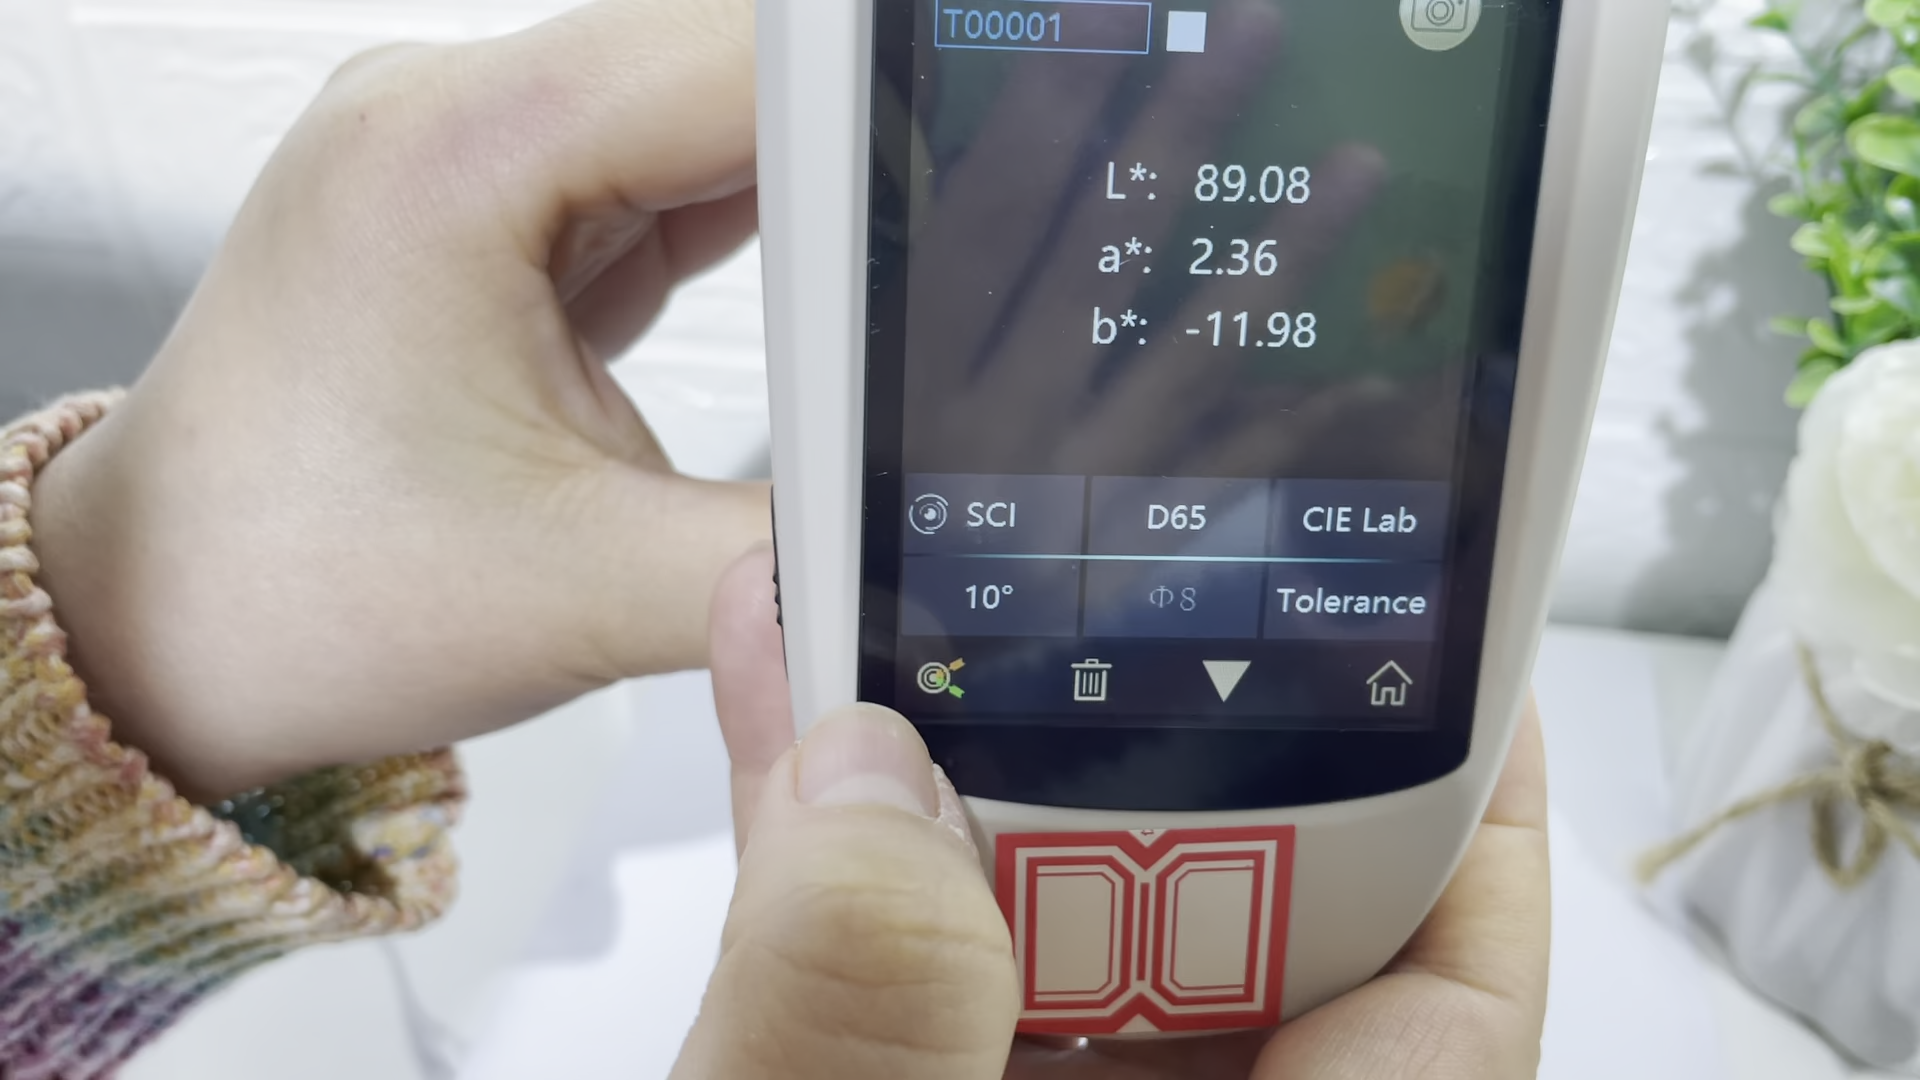 T00001
L*: 89.08
a*: 2.36
b*: -11.98
SCI D65 CIE Lab
10° Φ8 Tolerance